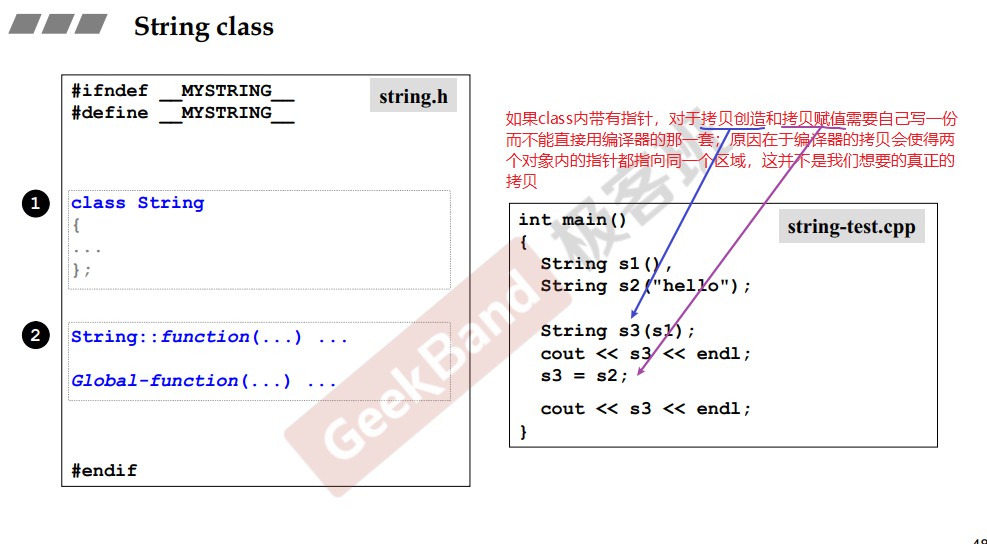 String class
#ifndef __MYSTRING__
#define __MYSTRING__
string.h
1
class String
{
...
};
2
String::function(...) ...
Global-function(...) ...
#endif
如果class内带有指针，对于拷贝创造和拷贝赋值需要自己写一份
而不能直接用编译器的那一套；原因在于编译器的拷贝会使得两
个对象内的指针都指向同一个区域，这并不是我们想要的真正的
拷贝
string-test.cpp
int main()
{
String s1(),
String s2("hello");
String s3(s1);
cout << s3 << endl;
s3 = s2;
cout << s3 << endl;
}
GeekBand 极客班
48